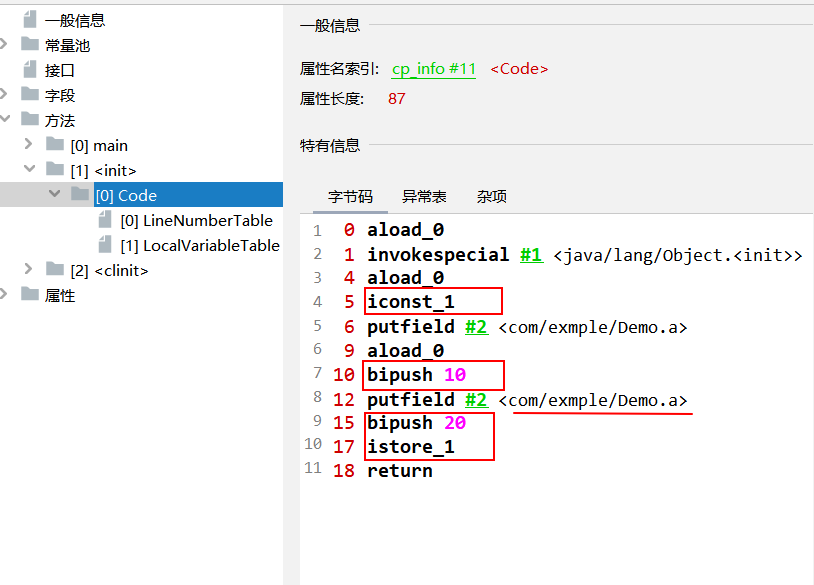 一般信息
常量池
接口
字段
方法
[0] main
[1] <init>
[0] Code
[0] LineNumberTable
[1] LocalVariableTable
[2] <clinit>
属性
一般信息
属性名索引: cp_info #11 <Code>
属性长度: 87
特有信息
字节码 异常表 杂项
1 0 aload_0
2 1 invokespecial #1 <java/lang/Object.<init>>
3 4 aload_0
4 5 iconst_1
5 6 putfield #2 <com/exmple/Demo.a>
6 9 aload_0
7 10 bipush 10
8 12 putfield #2 <com/exmple/Demo.a>
9 15 bipush 20
10 17 istore_1
11 18 return